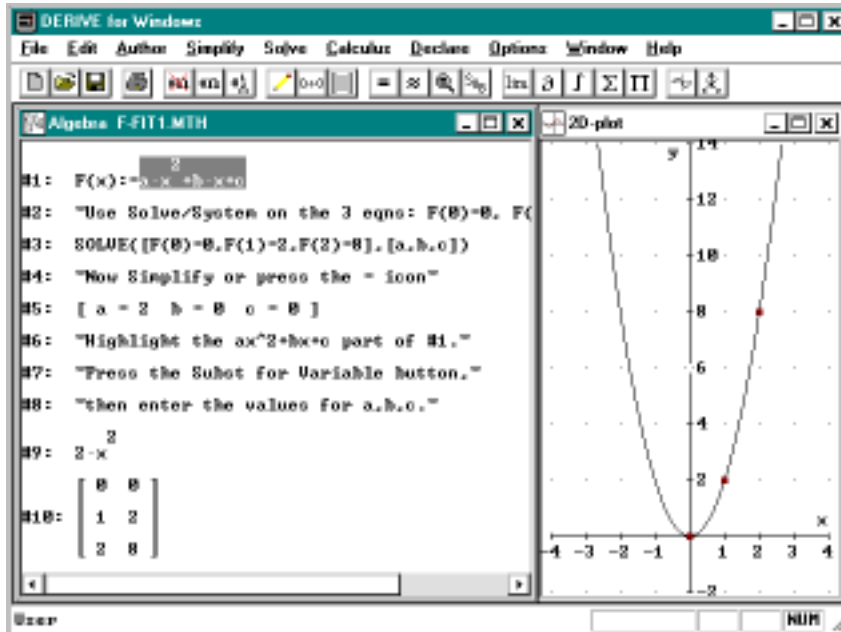 DERIVE for Windows
File Edit Author Simplify Solve Calculus Declare Options Window Help
= ≈ lim ∂ ∫ Σ Π
Algebra F-FIT1.MTH
2D-plot
#1: F(x):=a·x²+b·x+c
#2: "Use Solve/System on the 3 eqns: F(0)=0, F(
#3: SOLVE([F(0)=0,F(1)=2,F(2)=8],[a,b,c])
#4: "Now Simplify or press the = icon"
#5: [ a = 2 b = 0 c = 0 ]
#6: "Highlight the ax^2+bx+c part of #1."
#7: "Press the Subst for Variable button."
#8: "then enter the values for a,b,c."
#9: 2·x²
#10:
0 0
1 2
2 8
y
14
12
10
8
6
4
2
x
-4 -3 -2 -1 1 2 3 4
-2
User
NUM